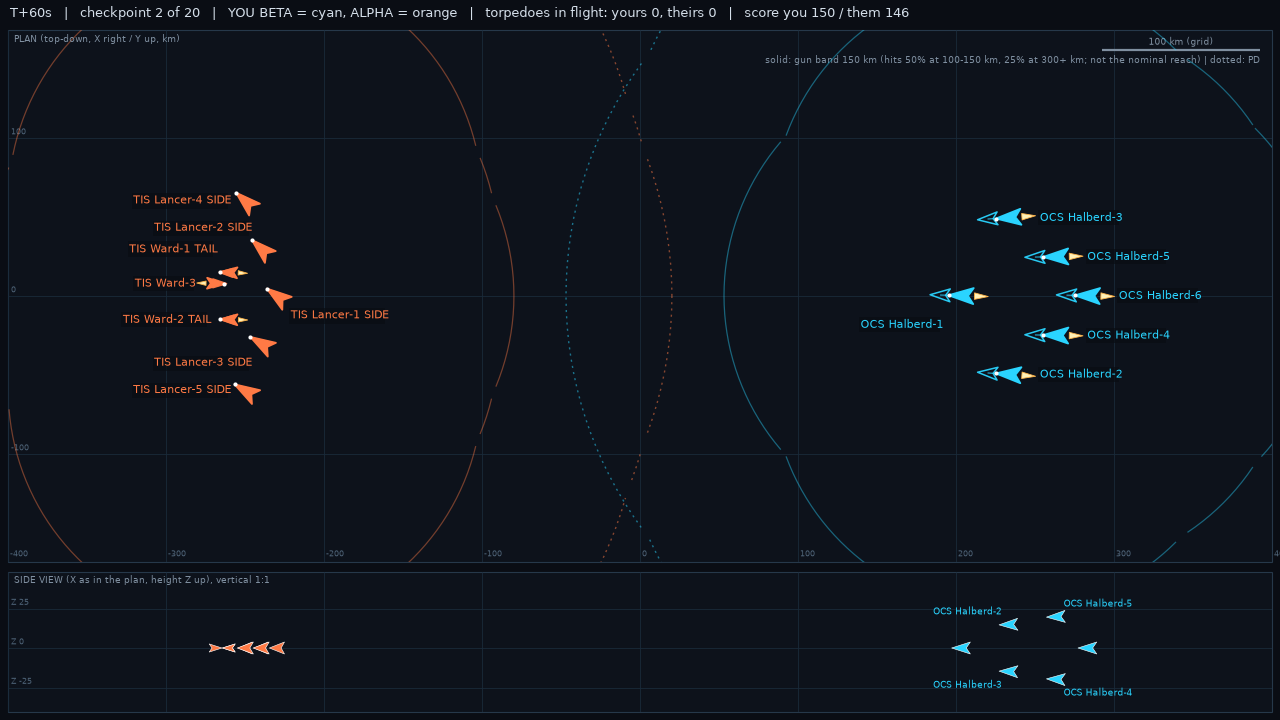 T+60s | checkpoint 2 of 20 | YOU BETA = cyan, ALPHA = orange | torpedoes in flight: yours 0, theirs 0 | score you 150 / them 146
PLAN (top-down, X right / Y up, km)
100 km (grid)
solid: gun band 150 km (hits 50% at 100-150 km, 25% at 300+ km; not the nominal reach) | dotted: PD
100
TIS Lancer-4 SIDE
OCS Halberd-3
TIS Lancer-2 SIDE
TIS Ward-1 TAIL
OCS Halberd-5
TIS Ward-3
0
OCS Halberd-6
TIS Lancer-1 SIDE
TIS Ward-2 TAIL
OCS Halberd-1
OCS Halberd-4
TIS Lancer-3 SIDE
OCS Halberd-2
TIS Lancer-5 SIDE
-100
-400
-300
-200
-100
0
100
200
300
SIDE VIEW (X as in the plan, height Z up), vertical 1:1
Z 25
OCS Halberd-5
OCS Halberd-2
Z 0
Z -25
OCS Halberd-3
OCS Halberd-4